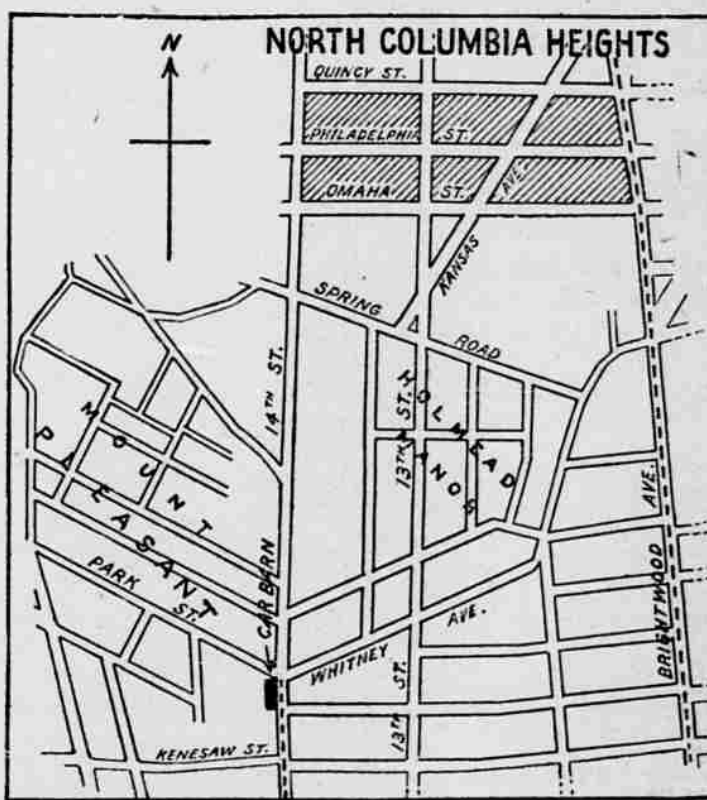 NORTH COLUMBIA HEIGHTS
N
QUINCY ST.
PHILADELPHIA ST.
OMAHA ST.
KANSAS AVE.
SPRING ROAD
14TH ST.
13TH ST.
HOLMEAD
MANOR
MOUNT
PLEASANT
PARK ST.
CAR BARN
WHITNEY AVE.
13TH ST.
BRIGHTWOOD AVE.
KENESAW ST.